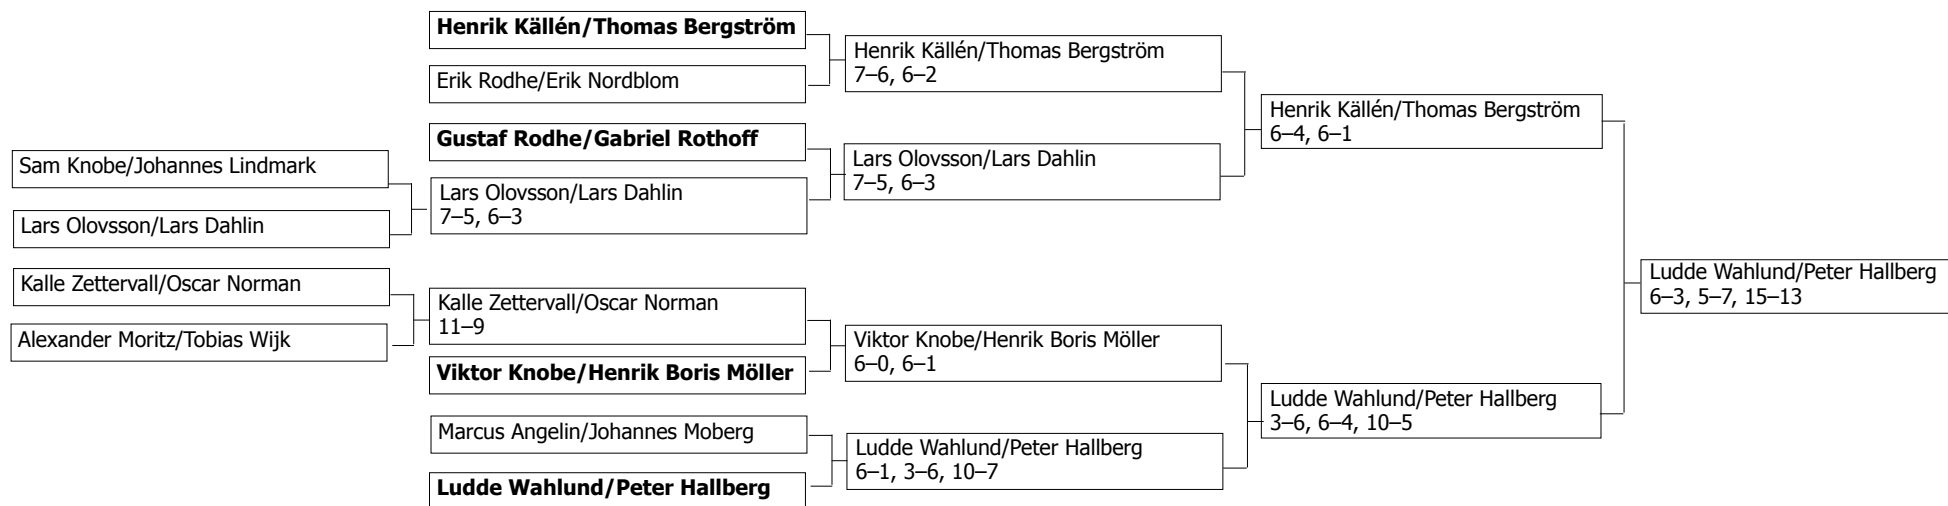 Henrik Källén/Thomas Bergström
Erik Rodhe/Erik Nordblom
Gustaf Rodhe/Gabriel Rothoff
Sam Knobe/Johannes Lindmark
Lars Olovsson/Lars Dahlin
Lars Olovsson/Lars Dahlin
7–5, 6–3
Kalle Zettervall/Oscar Norman
Alexander Moritz/Tobias Wijk
Kalle Zettervall/Oscar Norman
11–9
Viktor Knobe/Henrik Boris Möller
Marcus Angelin/Johannes Moberg
Ludde Wahlund/Peter Hallberg
Henrik Källén/Thomas Bergström
7–6, 6–2
Lars Olovsson/Lars Dahlin
7–5, 6–3
Viktor Knobe/Henrik Boris Möller
6–0, 6–1
Ludde Wahlund/Peter Hallberg
6–1, 3–6, 10–7
Henrik Källén/Thomas Bergström
6–4, 6–1
Ludde Wahlund/Peter Hallberg
3–6, 6–4, 10–5
Ludde Wahlund/Peter Hallberg
6–3, 5–7, 15–13